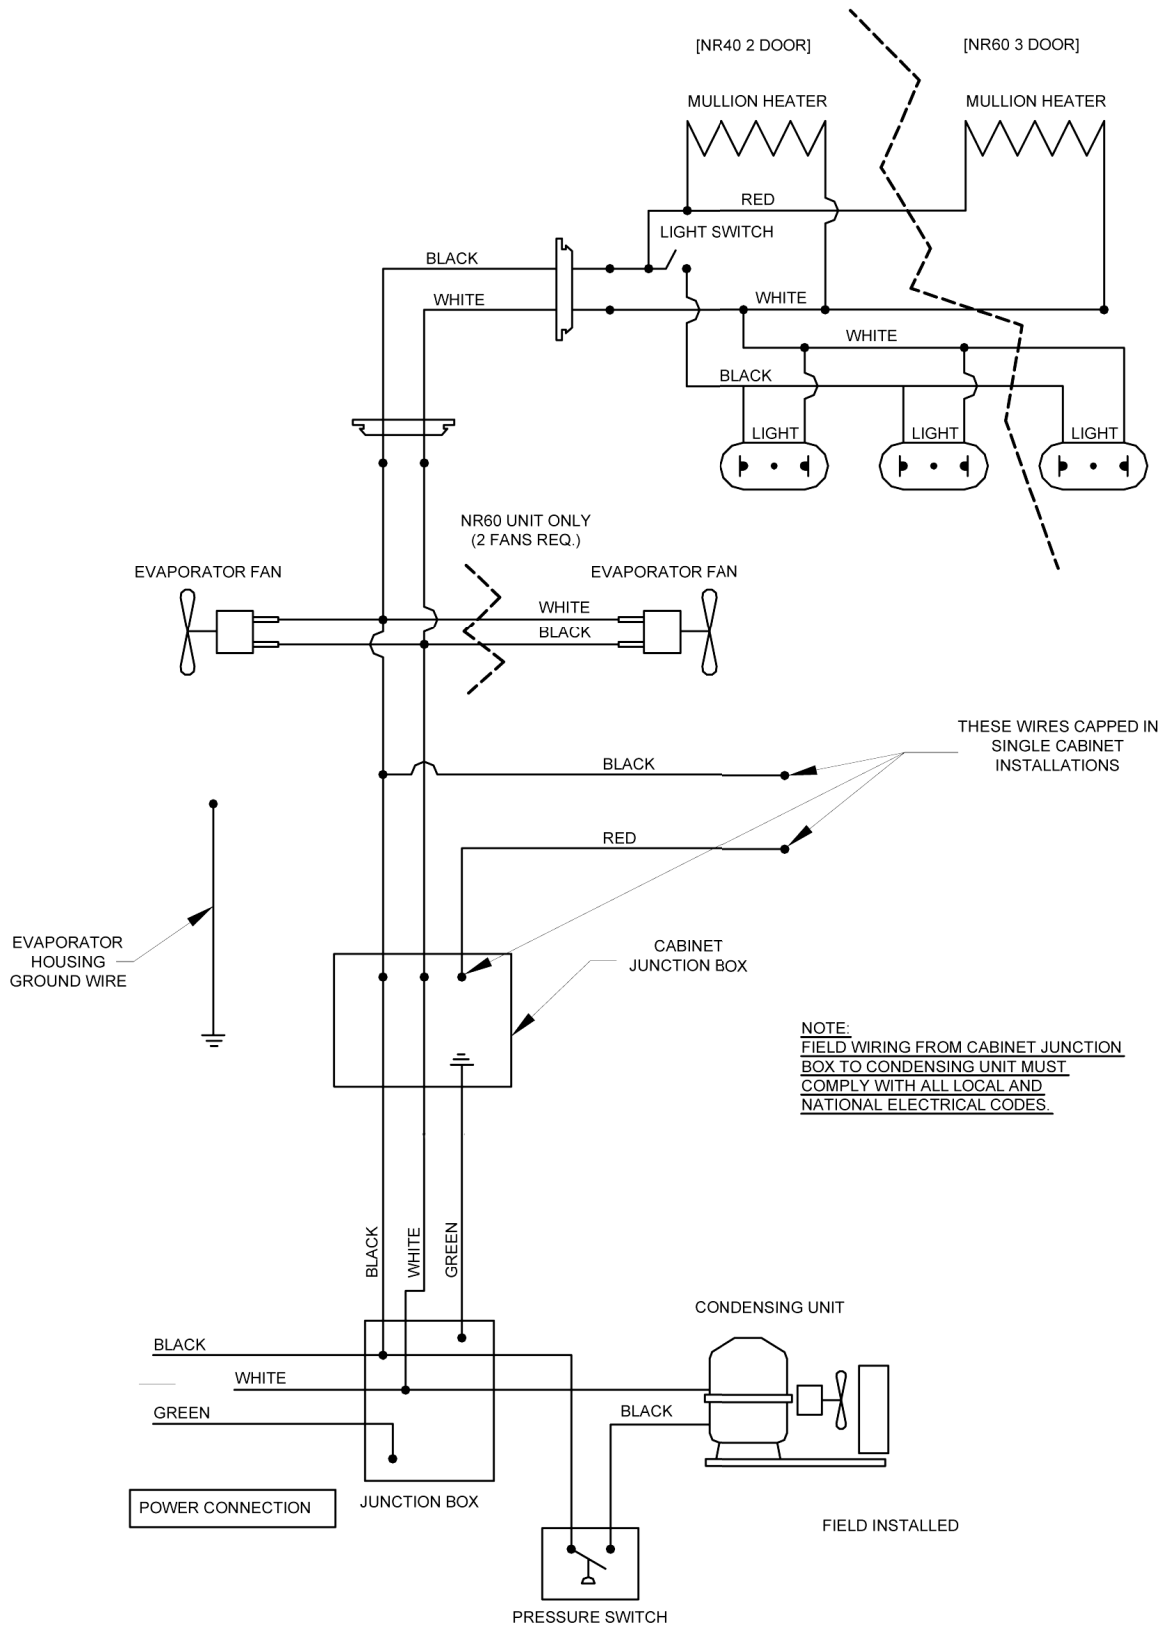 [NR40 2 DOOR]
[NR60 3 DOOR]
MULLION HEATER
MULLION HEATER
RED
LIGHT SWITCH
BLACK
WHITE
WHITE
WHITE
BLACK
LIGHT
LIGHT
LIGHT
NR60 UNIT ONLY
(2 FANS REQ.)
EVAPORATOR FAN
EVAPORATOR FAN
WHITE
BLACK
THESE WIRES CAPPED IN
SINGLE CABINET
INSTALLATIONS
BLACK
RED
EVAPORATOR
HOUSING
GROUND WIRE
CABINET
JUNCTION BOX
NOTE:
FIELD WIRING FROM CABINET JUNCTION
BOX TO CONDENSING UNIT MUST
COMPLY WITH ALL LOCAL AND
NATIONAL ELECTRICAL CODES.
BLACK
WHITE
GREEN
CONDENSING UNIT
BLACK
WHITE
GREEN
BLACK
POWER CONNECTION
JUNCTION BOX
FIELD INSTALLED
PRESSURE SWITCH